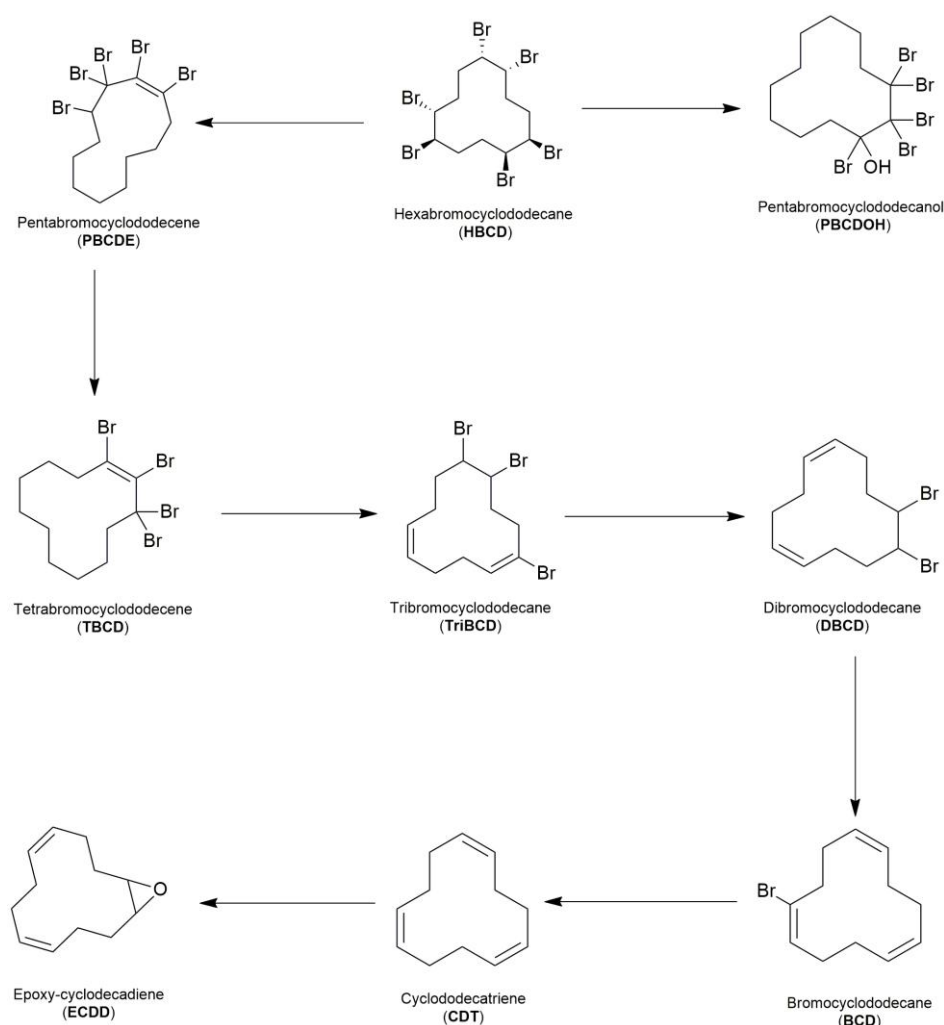 Br
Br
Br
Br
Br
Pentabromocyclododecene
(PBCDE)
Br
Br
Br
Br
Br
Br
Hexabromocyclododecane
(HBCD)
Br
Br
Br
Br
Br
OH
Pentabromocyclododecanol
(PBCDOH)
Br
Br
Br
Br
Tetrabromocyclododecene
(TBCD)
Br
Br
Br
Tribromocyclododecane
(TriBCD)
Br
Br
Dibromocyclododecane
(DBCD)
O
Epoxy-cyclodecadiene
(ECDD)
Cyclododecatriene
(CDT)
Br
Bromocyclododecane
(BCD)